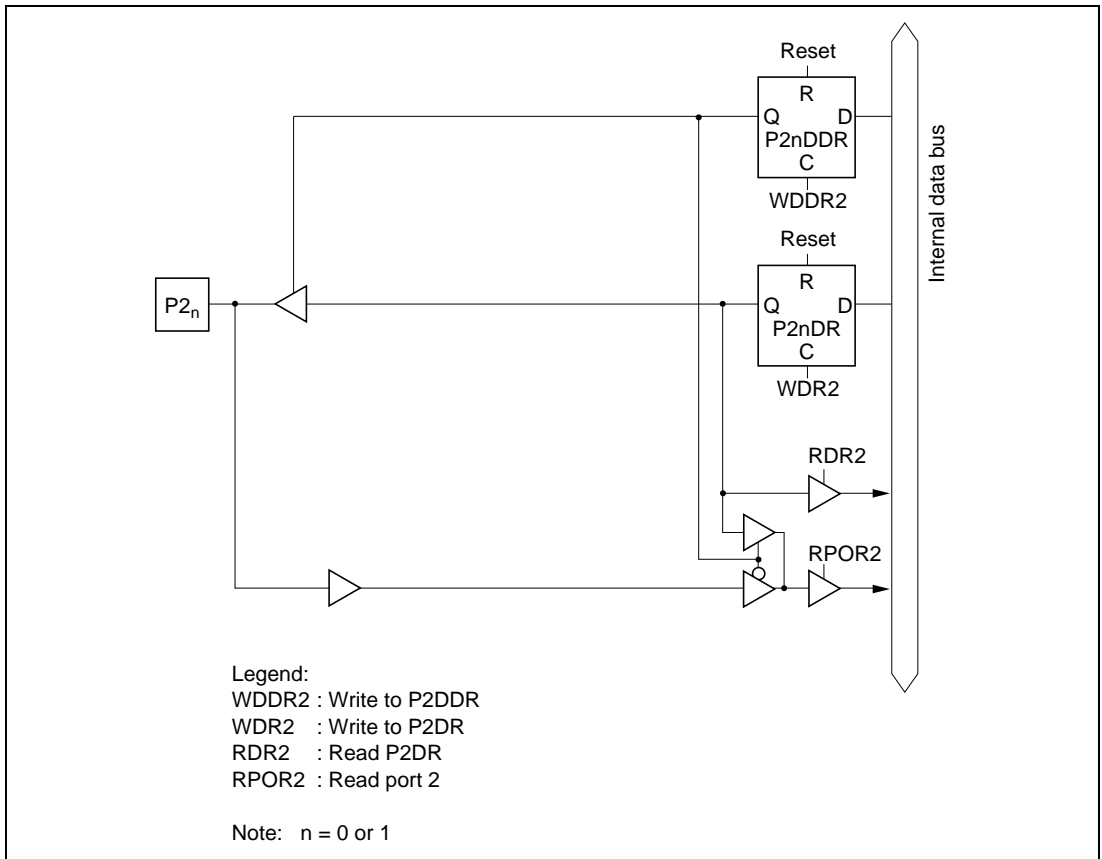 Reset
R
Q D
P2nDDR
C
WDDR2
Internal data bus
Reset
R
P2n
Q D
P2nDR
C
WDR2
RDR2
RPOR2
Legend:
WDDR2 : Write to P2DDR
WDR2 : Write to P2DR
RDR2 : Read P2DR
RPOR2 : Read port 2
Note: n = 0 or 1